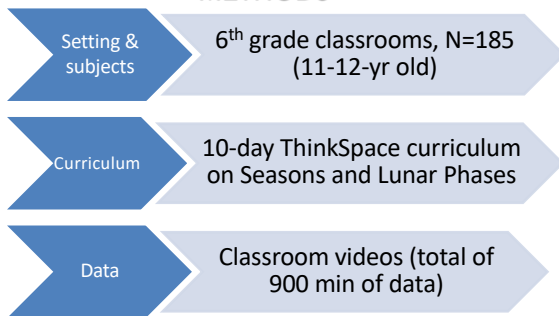 Setting &
subjects
6th grade classrooms, N=185
(11-12-yr old)
Curriculum
10-day ThinkSpace curriculum
on Seasons and Lunar Phases
Data
Classroom videos (total of
900 min of data)